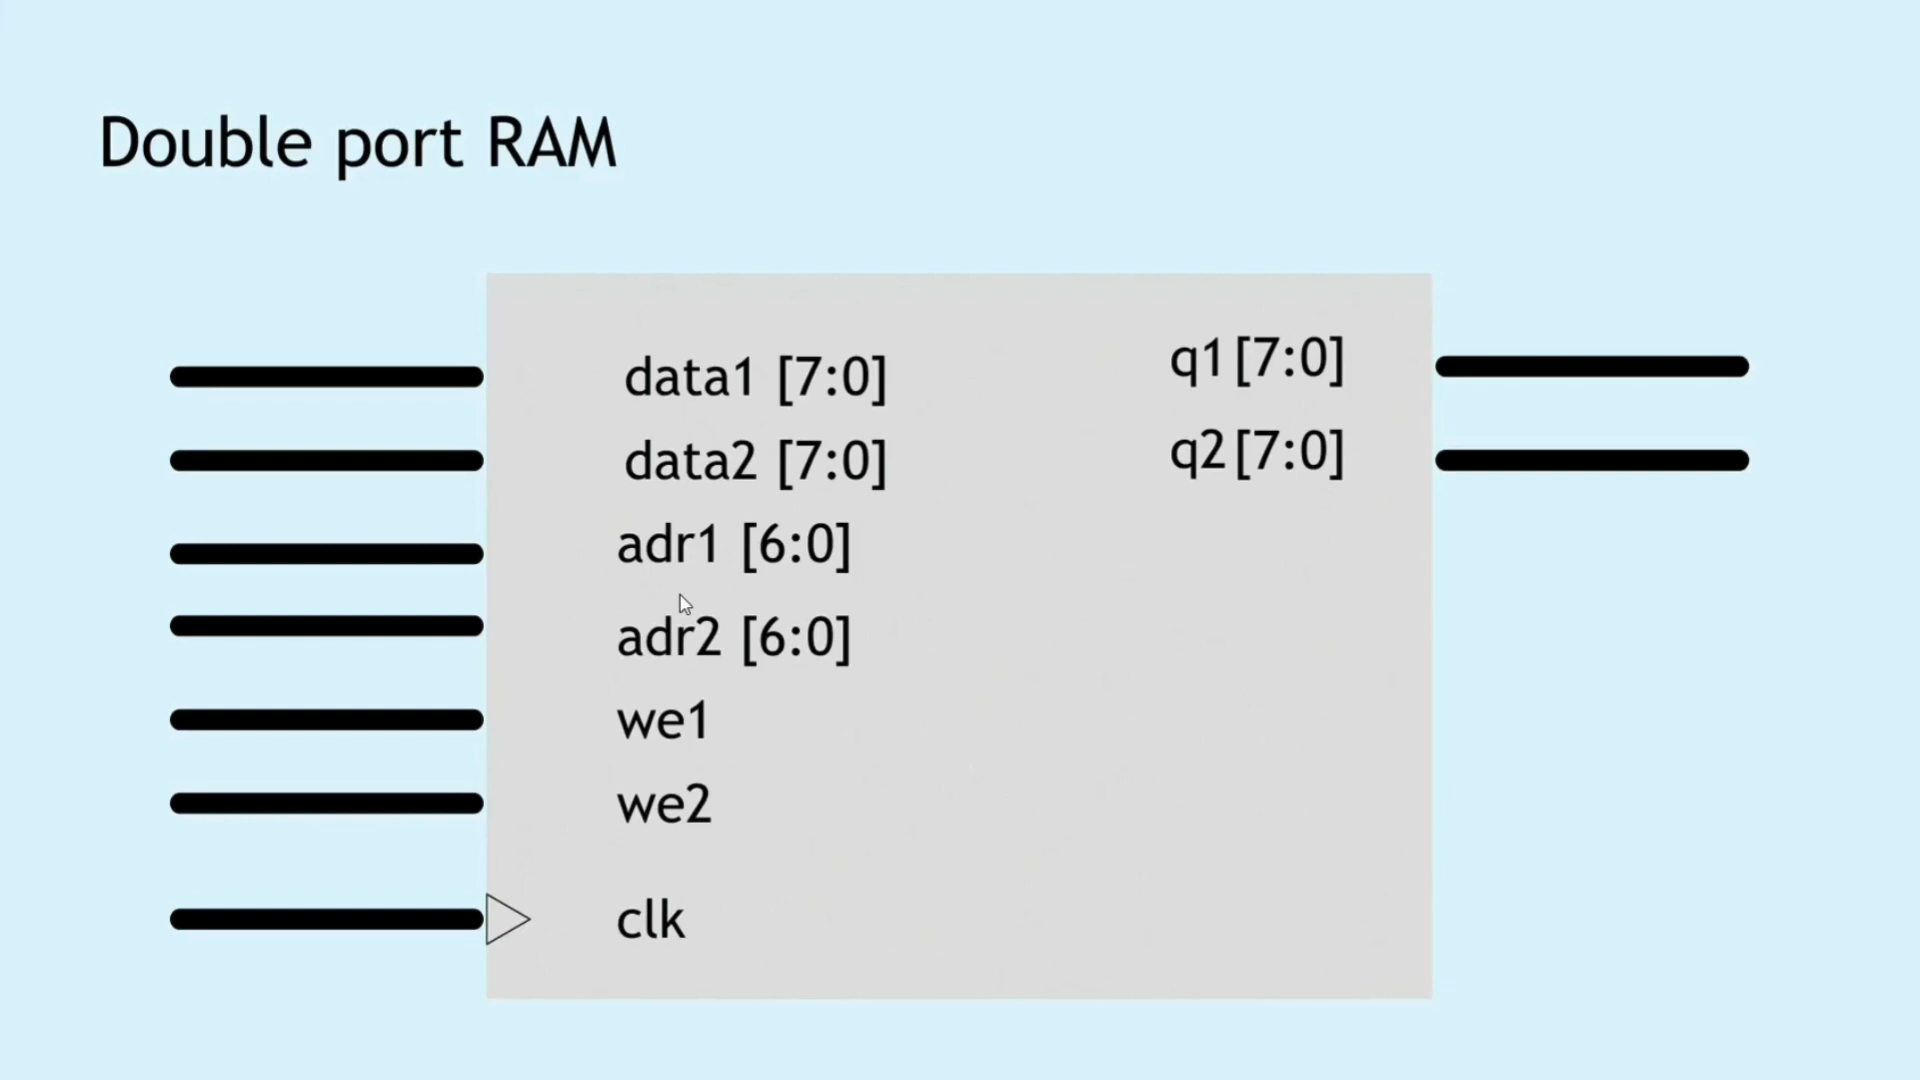 Double port RAM
data1 [7:0]
data2 [7:0]
adr1 [6:0]
adr2 [6:0]
we1
we2
clk
q1 [7:0]
q2 [7:0]